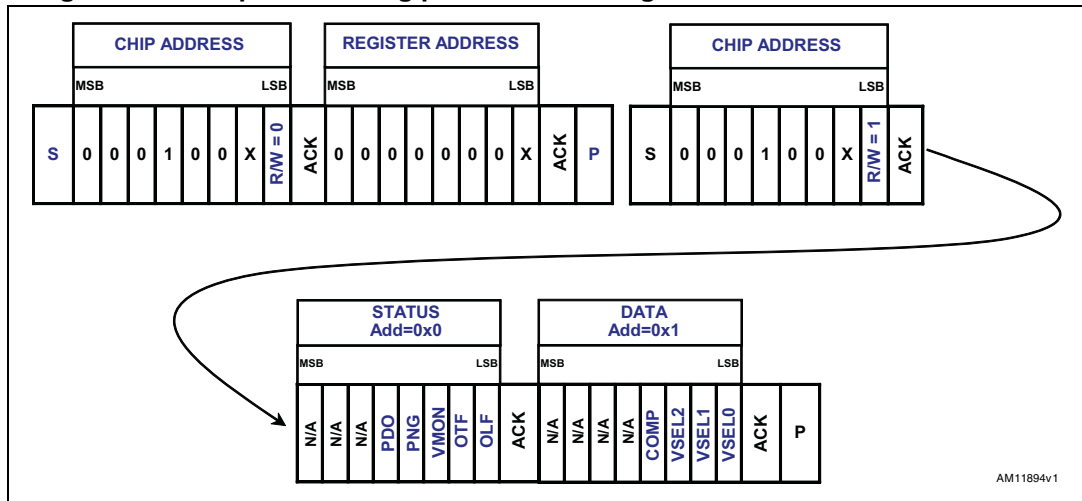 CHIP ADDRESS REGISTER ADDRESS CHIP ADDRESS
MSB LSB MSB LSB MSB LSB
S 0 0 0 1 0 0 X R/W = 0 ACK 0 0 0 0 0 0 0 X ACK P S 0 0 0 1 0 0 X R/W = 1 ACK
STATUS DATA
Add=0x0 Add=0x1
MSB LSB MSB LSB
N/A N/A N/A PDO PNG VMON OTF OLF ACK N/A N/A N/A N/A COMP VSEL2 VSEL1 VSEL0 ACK P
AM11894v1